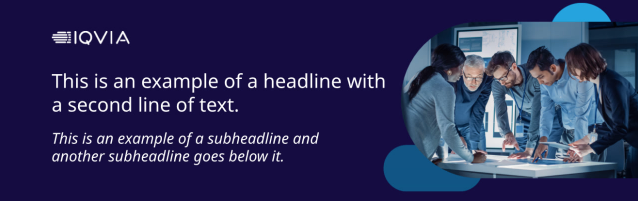 IQVIA
This is an example of a headline with
a second line of text.
This is an example of a subheadline and
another subheadline goes below it.